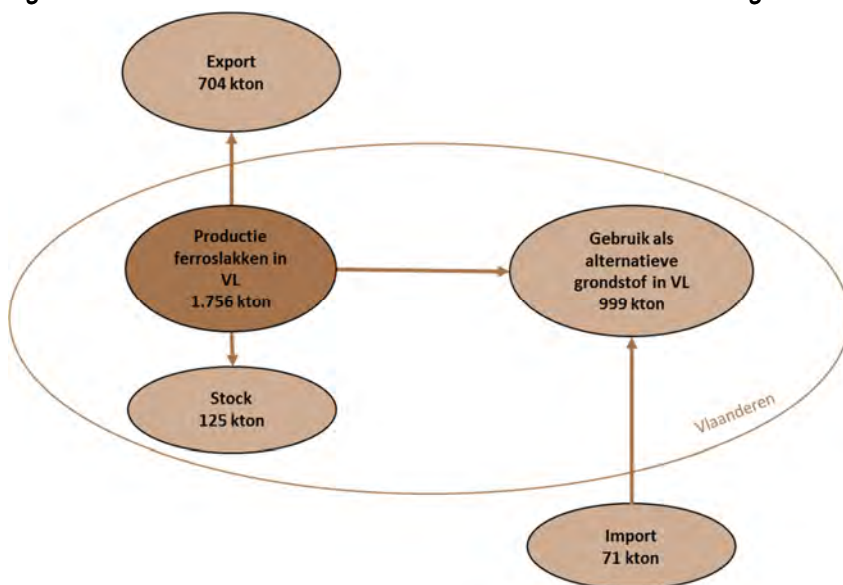 Export
704 kton
Productie
ferroslakken in
VL
1.756 kton
Gebruik als
alternatieve
grondstof in VL
999 kton
Stock
125 kton
Vlaanderen
Import
71 kton